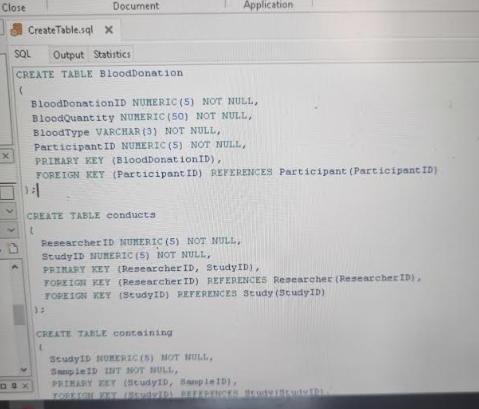 Close Document Application
CreateTable.sql
SQL Output Statistics
CREATE TABLE BloodDonation
(
BloodDonationID NUMERIC(5) NOT NULL,
BloodQuantity NUMERIC(50) NOT NULL,
BloodType VARCHAR(3) NOT NULL,
ParticipantID NUMERIC(5) NOT NULL,
PRIMARY KEY (BloodDonationID),
FOREIGN KEY (ParticipantID) REFERENCES Participant(ParticipantID)
);
CREATE TABLE conducts
(
ResearcherID NUMERIC(5) NOT NULL,
StudyID NUMERIC(5) NOT NULL,
PRIMARY KEY (ResearcherID, StudyID),
FOREIGN KEY (ResearcherID) REFERENCES Researcher(ResearcherID),
FOREIGN KEY (StudyID) REFERENCES Study(StudyID)
);
CREATE TABLE containing
(
StudyID NUMERIC(5) NOT NULL,
SampleID INT NOT NULL,
PRIMARY KEY (StudyID, SampleID),
FOREIGN KEY (StudyID) REFERENCES Study(StudyID),